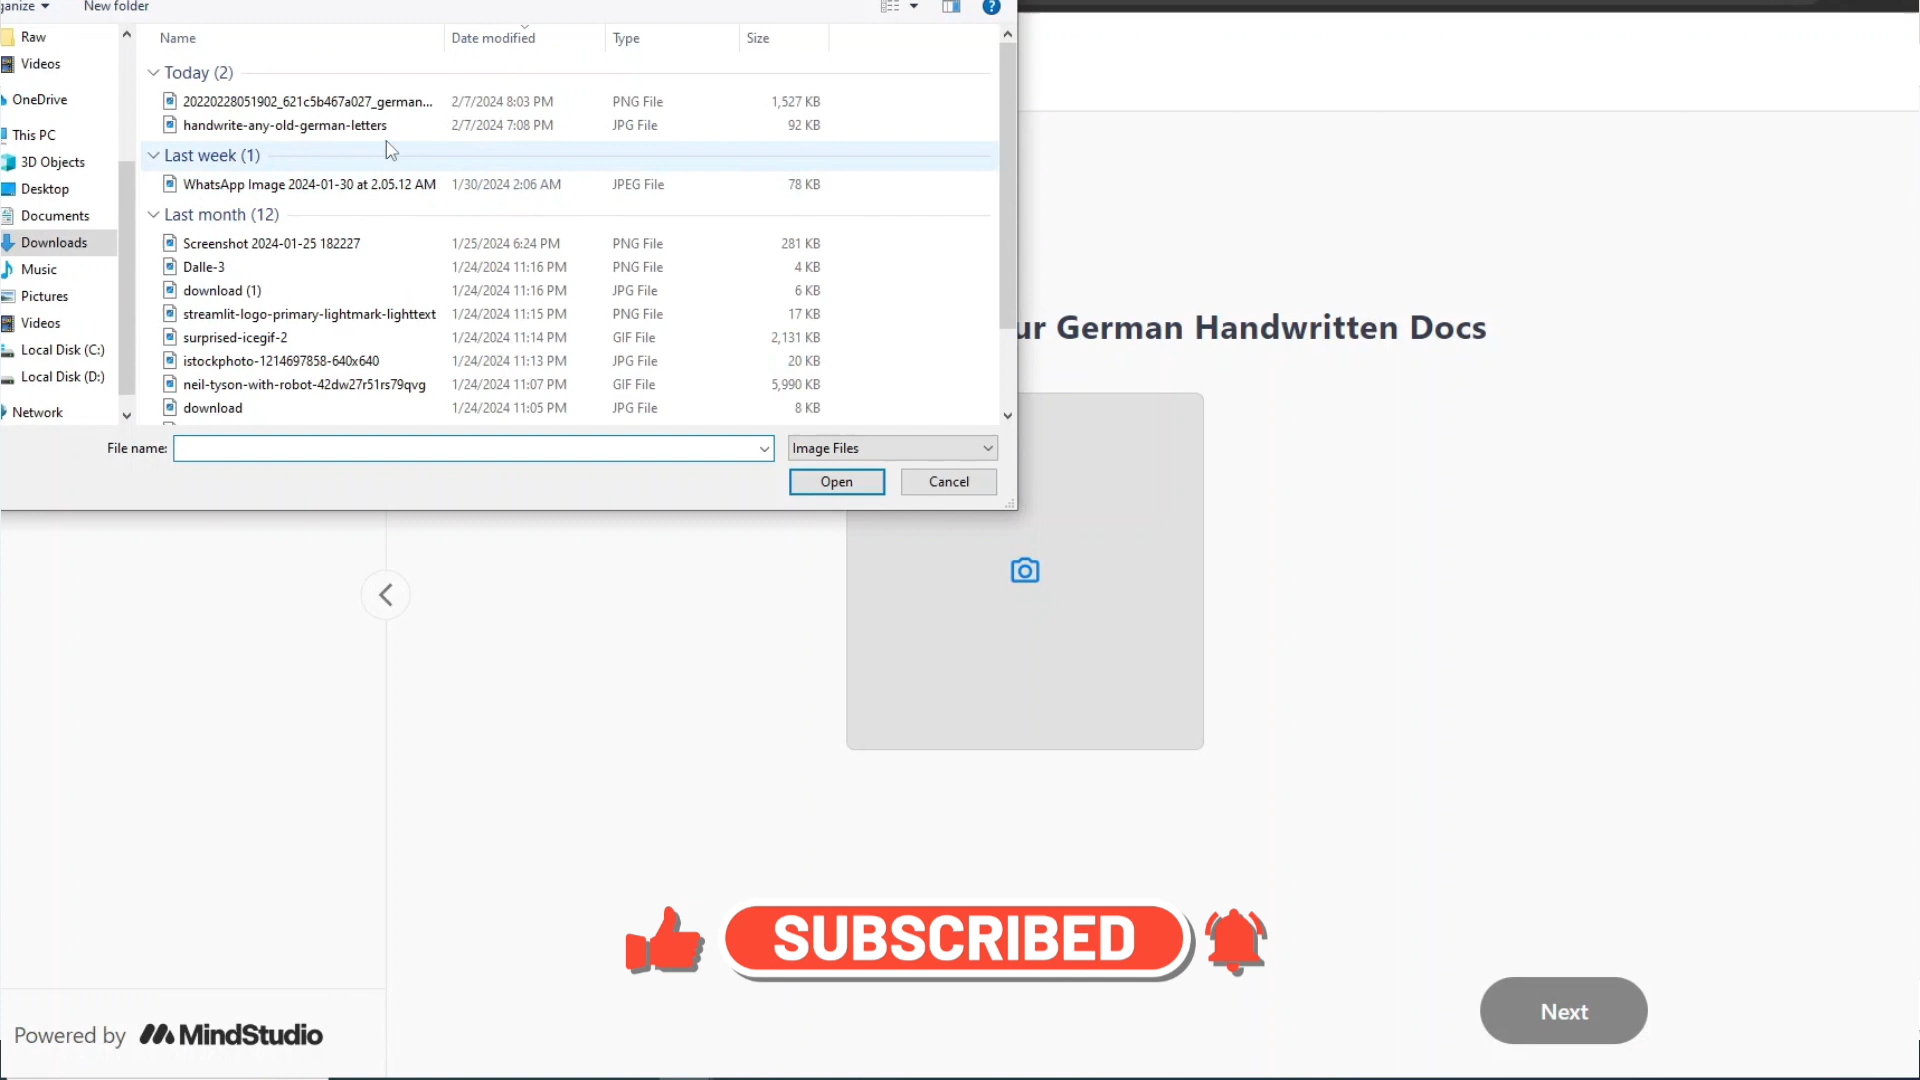 ganize New folder
Name Date modified Type Size
Raw
Videos
OneDrive
This PC
3D Objects
Desktop
Documents
Downloads
Music
Pictures
Videos
Local Disk (C:)
Local Disk (D:)
Network
Today (2)
20220228051902_621c5b467a027_german... 2/7/2024 8:03 PM PNG File 1,527 KB
handwrite-any-old-german-letters 2/7/2024 7:08 PM JPG File 92 KB
Last week (1)
WhatsApp Image 2024-01-30 at 2.05.12 AM 1/30/2024 2:06 AM JPEG File 78 KB
Last month (12)
Screenshot 2024-01-25 182227 1/25/2024 6:24 PM PNG File 281 KB
Dalle-3 1/24/2024 11:16 PM PNG File 4 KB
download (1) 1/24/2024 11:16 PM JPG File 6 KB
streamlit-logo-primary-lightmark-lighttext 1/24/2024 11:15 PM PNG File 17 KB
surprised-icegif-2 1/24/2024 11:14 PM GIF File 2,131 KB
istockphoto-1214697858-640x640 1/24/2024 11:13 PM JPG File 20 KB
neil-tyson-with-robot-42dw27r51rs79qvg 1/24/2024 11:07 PM GIF File 5,990 KB
download 1/24/2024 11:05 PM JPG File 8 KB
File name: Image Files
Open Cancel
ur German Handwritten Docs
SUBSCRIBED
Next
Powered by MindStudio